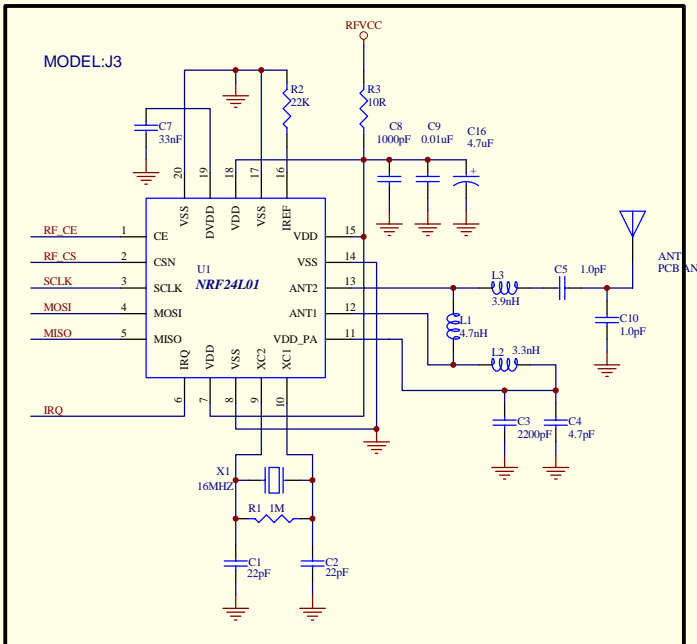 RFVCC
MODEL:J3
R2
22K
R3
10R
C7
33nF
C8
1000pF
C9
0.01uF
C16
4.7uF
+
20
19
18
17
16
VSS
DVDD
VDD
VSS
IREF
RF_CE
1
CE
VDD
15
RF_CS
2
CSN
VSS
14
SCLK
3
SCLK
ANT2
13
MOSI
4
MOSI
ANT1
12
MISO
5
MISO
VDD_PA
11
U1
NRF24L01
L3
3.9nH
C5
1.0pF
ANT
PCB AN
C10
1.0pF
L1
4.7nH
L2
3.3nH
IRQ
VDD
VSS
XC2
XC1
6
7
8
9
10
IRQ
C3
2200pF
C4
4.7pF
X1
16MHZ
R1
1M
C1
22pF
C2
22pF